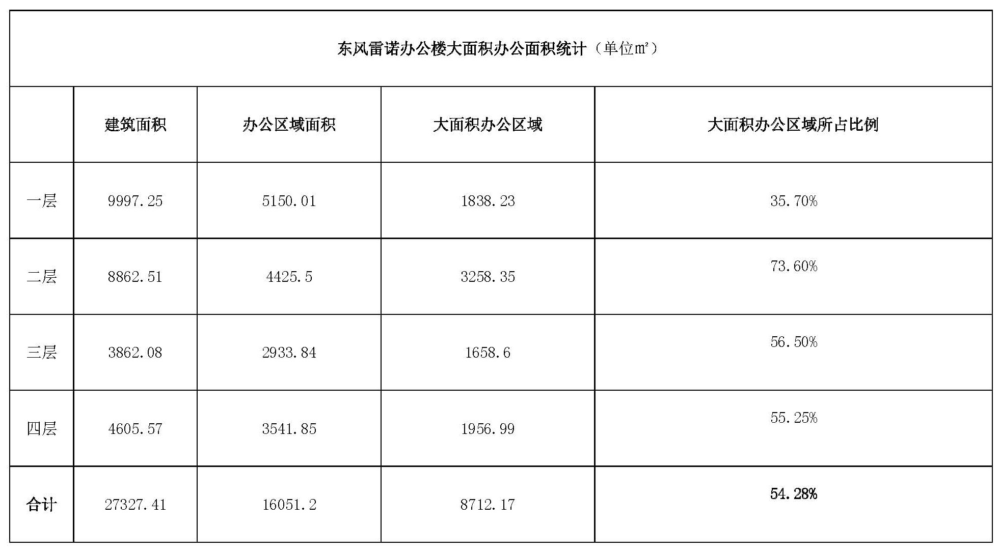 东风雷诺办公楼大面积办公面积统计（单位㎡）
建筑面积 办公区域面积 大面积办公区域 大面积办公区域所占比例
一层 9997.25 5150.01 1838.23 35.70%
二层 8862.51 4425.5 3258.35 73.60%
三层 3862.08 2933.84 1658.6 56.50%
四层 4605.57 3541.85 1956.99 55.25%
合计 27327.41 16051.2 8712.17 54.28%